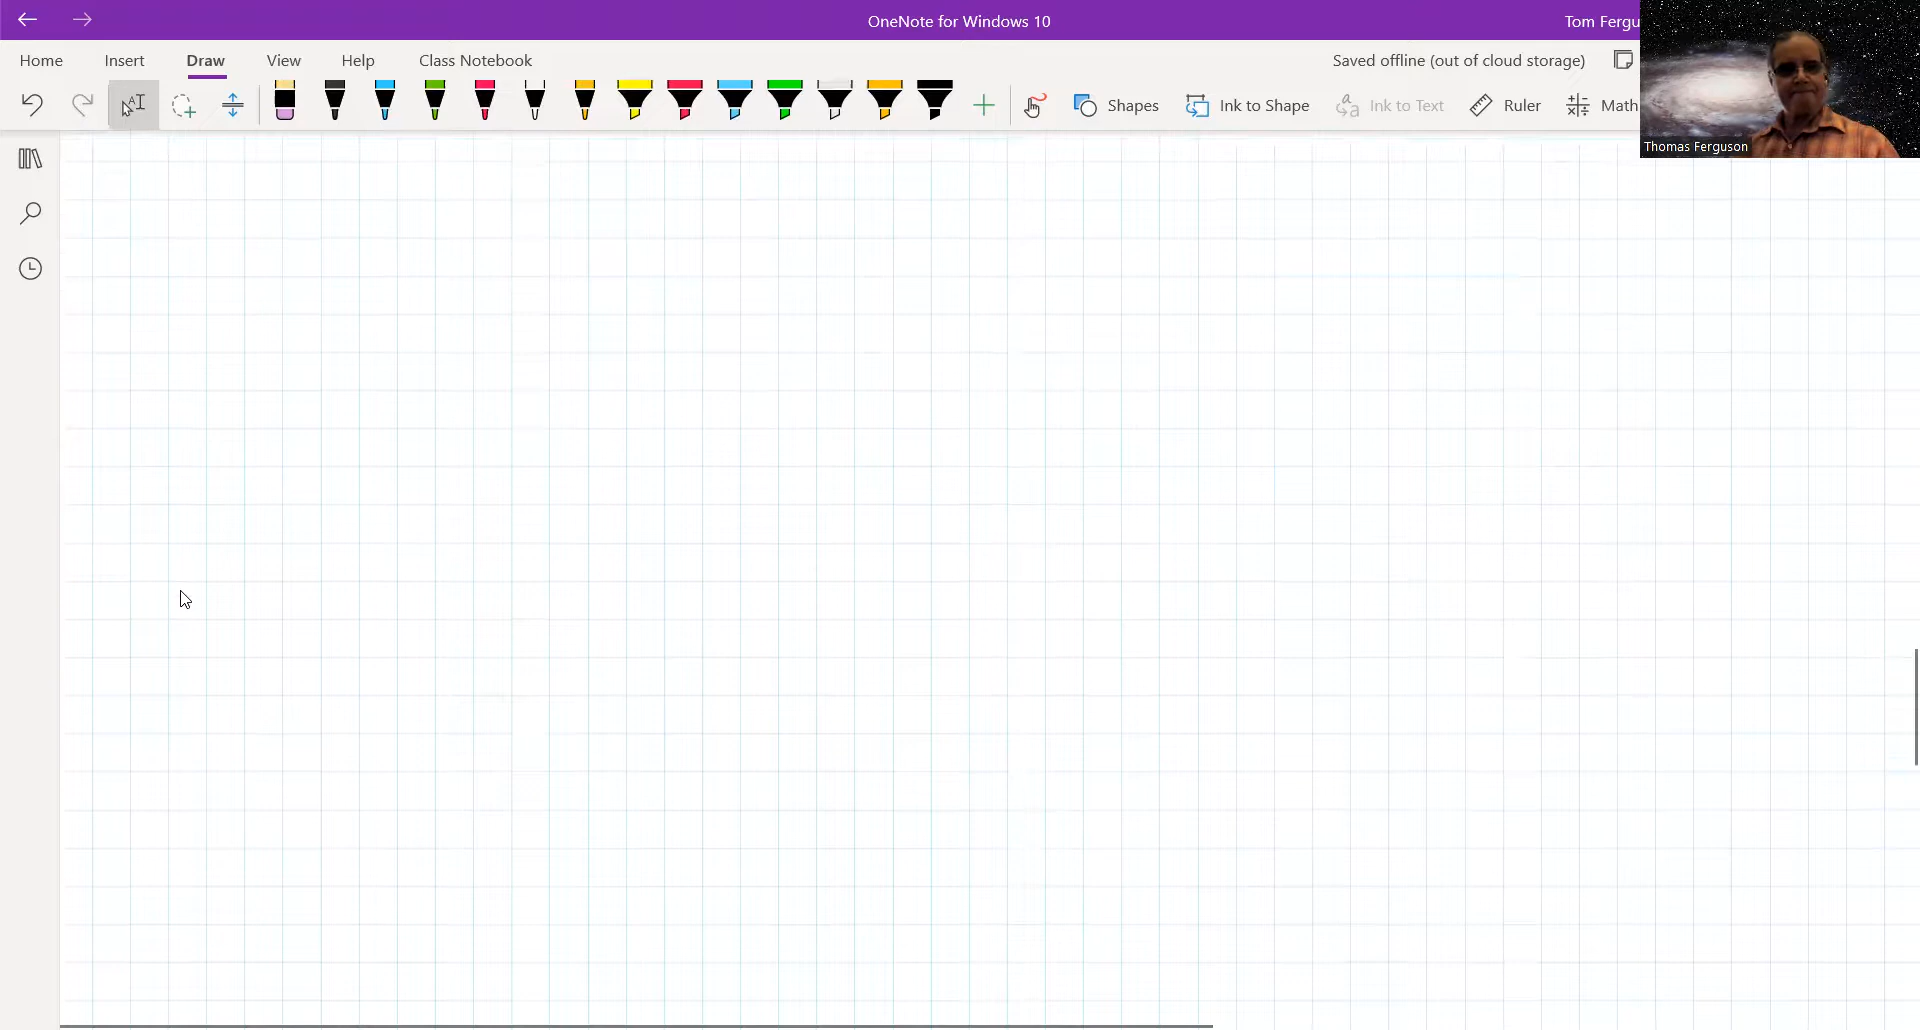 OneNote for Windows 10
Tom Fergu
Home Insert Draw View Help Class Notebook
Saved offline (out of cloud storage)
Shapes Ink to Shape Ink to Text Ruler Math
Thomas Ferguson